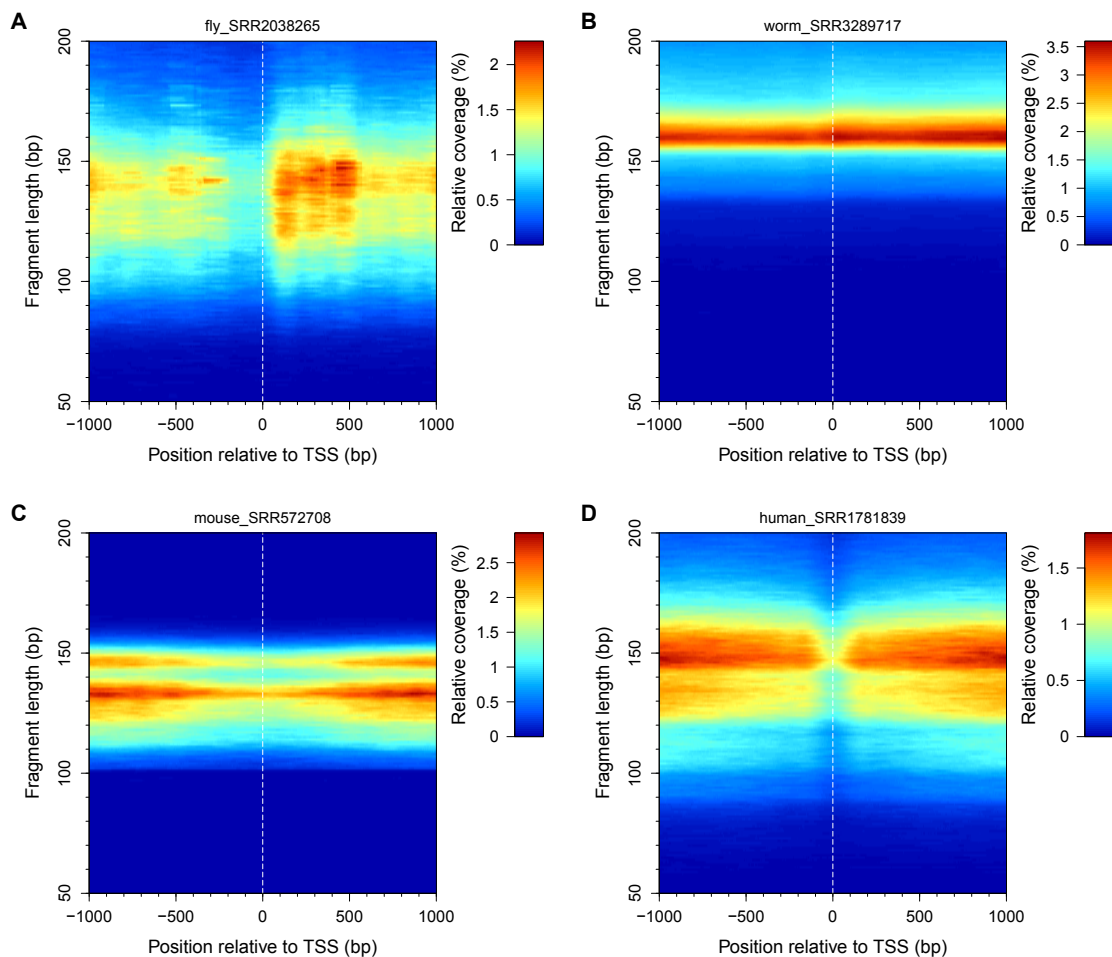 A
fly_SRR2038265
Fragment length (bp)
200
150
100
50
−1000
−500
0
500
1000
Position relative to TSS (bp)
Relative coverage (%)
2
1.5
1
0.5
0
B
worm_SRR3289717
Fragment length (bp)
200
150
100
50
−1000
−500
0
500
1000
Position relative to TSS (bp)
Relative coverage (%)
3.5
3
2.5
2
1.5
1
0.5
0
C
mouse_SRR572708
Fragment length (bp)
200
150
100
50
−1000
−500
0
500
1000
Position relative to TSS (bp)
Relative coverage (%)
2.5
2
1.5
1
0.5
0
D
human_SRR1781839
Fragment length (bp)
200
150
100
50
−1000
−500
0
500
1000
Position relative to TSS (bp)
Relative coverage (%)
1.5
1
0.5
0